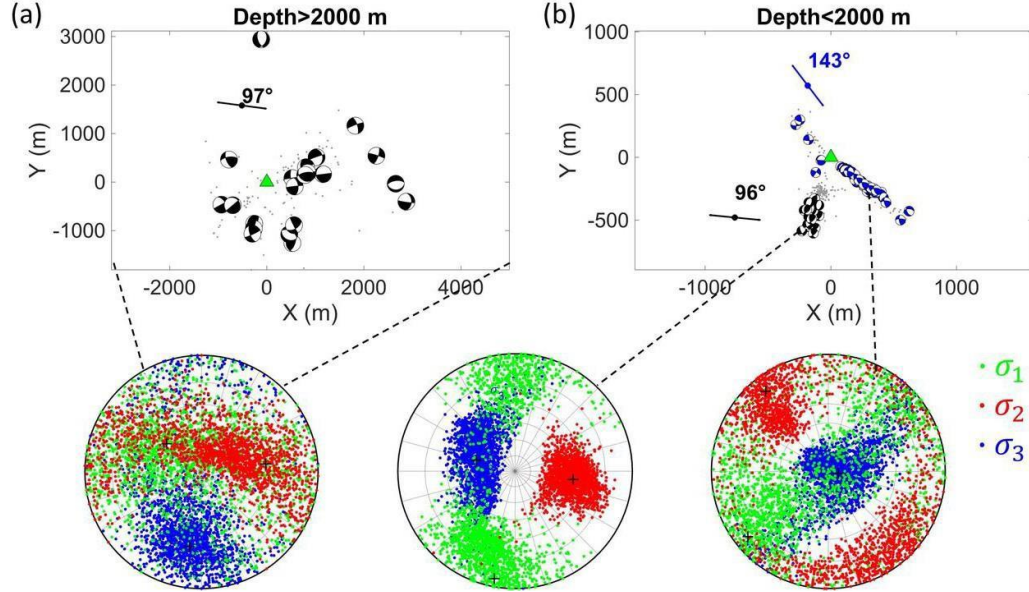 (a)
Depth>2000 m
3000
2000
1000
0
-1000
Y (m)
97°
-2000 0 2000 4000
X (m)
(b)
Depth<2000 m
1000
500
0
-500
Y (m)
143°
96°
-1000 0 1000
X (m)
σ1
σ2
σ3